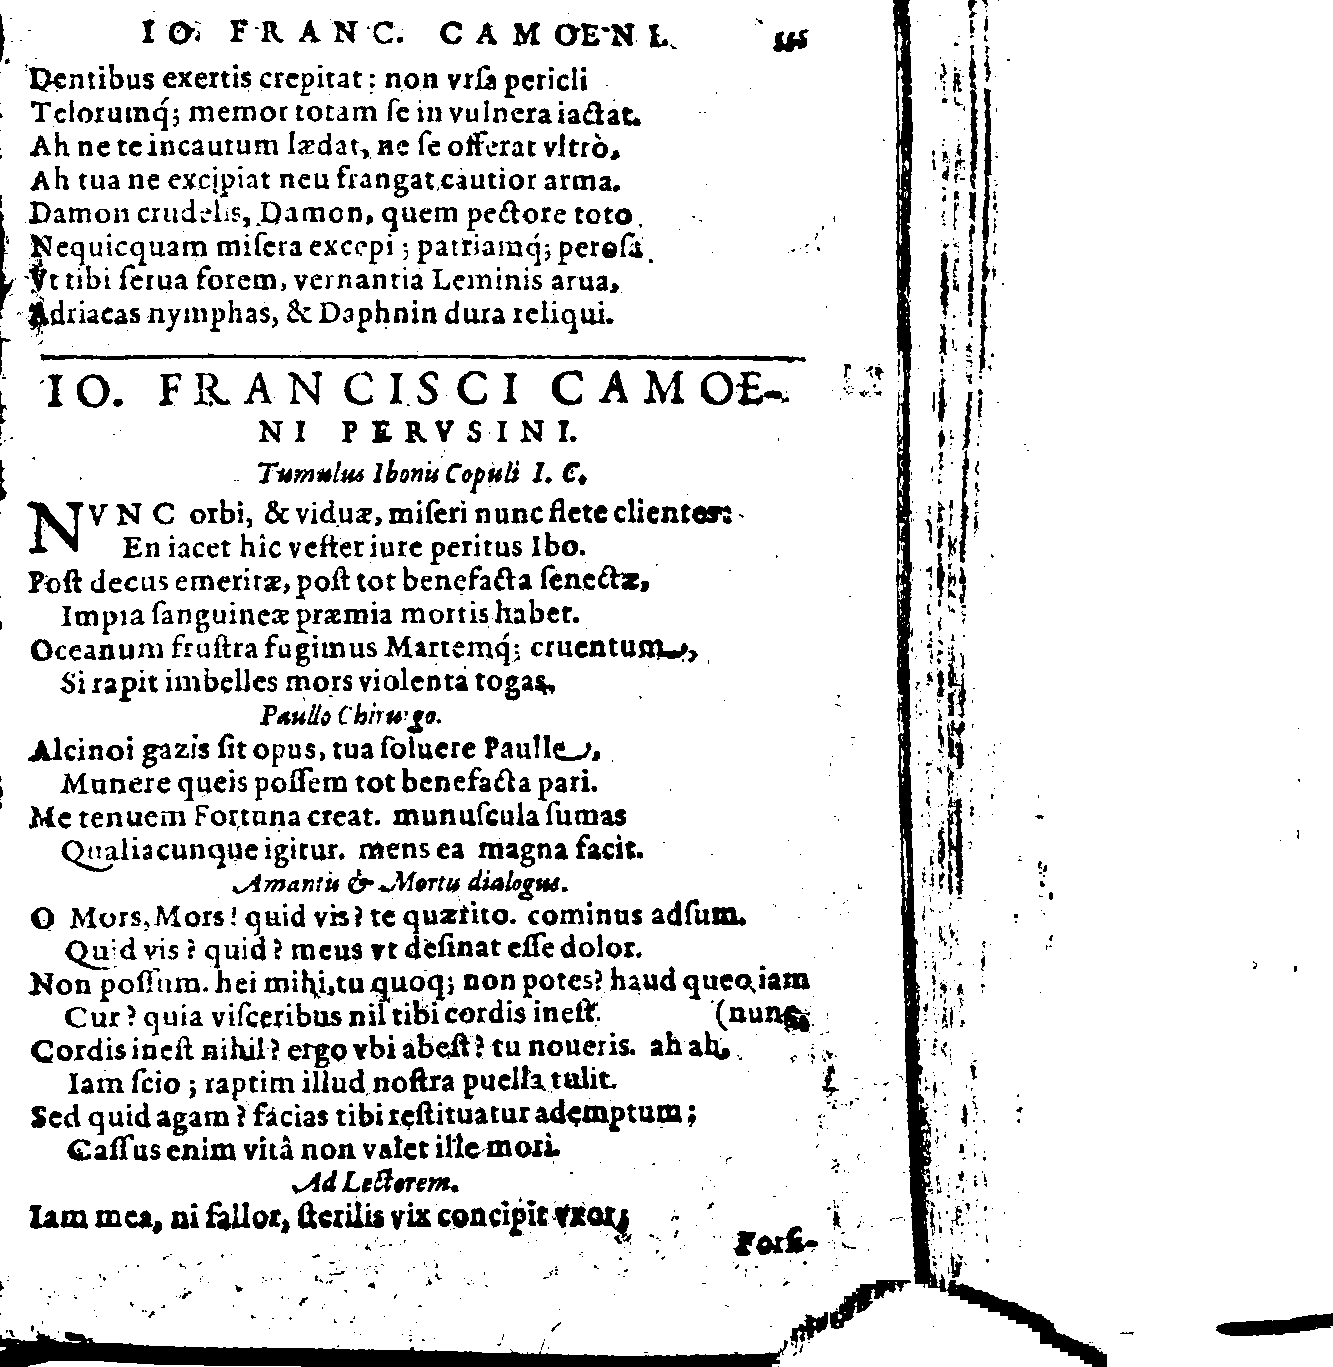 IO. FRANC. CAMOENI.
Dentibus exertis crepitat: non vrſa pericli
Telorumq́; memor totam ſe in vulnera iactat.
Ah ne te incautum lædat, ne ſe offerat vltrò,
Ah tua ne excipiat neu frangat cautior arma.
Damon crudelis, Damon, quem pectore toto
Nequicquam miſera excepi; patriamq́; peroſa
Vt tibi ſerua forem, vernantia Leminis arua,
Adriacas nymphas, & Daphnin dura reliqui.
IO. FRANCISCI CAMOE-
NI PERVSINI.
Tumulus Ibonis Copuli I. C.
NVNC orbi, & viduæ, miſeri nunc flete clientes:
En iacet hic veſter iure peritus Ibo.
Poſt decus emeritæ, poſt tot benefacta ſenectæ,
Impia ſanguineæ præmia mortis habet.
Oceanum fruſtra fugimus Martemq́; cruentum,
Si rapit imbelles mors violenta togas,
Paullo Chirurgo.
Alcinoi gazis ſit opus, tua ſoluere Paulle,
Munere queis poſſem tot benefacta pari.
Me tenuem Fortuna creat. munuſcula ſumas
Qualiacunque igitur. mens ea magna facit.
Amantis & Mortis dialogus.
O Mors, Mors! quid vis? te quæſito. cominus adſum.
Quid vis? quid? meus vt deſinat eſſe dolor.
Non poſſum. hei mihi, tu quoq; non potes? haud queo, iam
Cur? quia viſceribus nil tibi cordis ineſt. (nunc,
Cordis ineſt nihil? ergo vbi abeſt? tu noueris. ah ah,
Iam ſcio; raptim illud noſtra puella tulit.
Sed quid agam? facias tibi reſtituatur ademptum;
Caſſus enim vitâ non valet ille mori.
Ad Lectorem.
Iam mea, ni fallor, ſterilis vix concipit vxor,
Forſi-